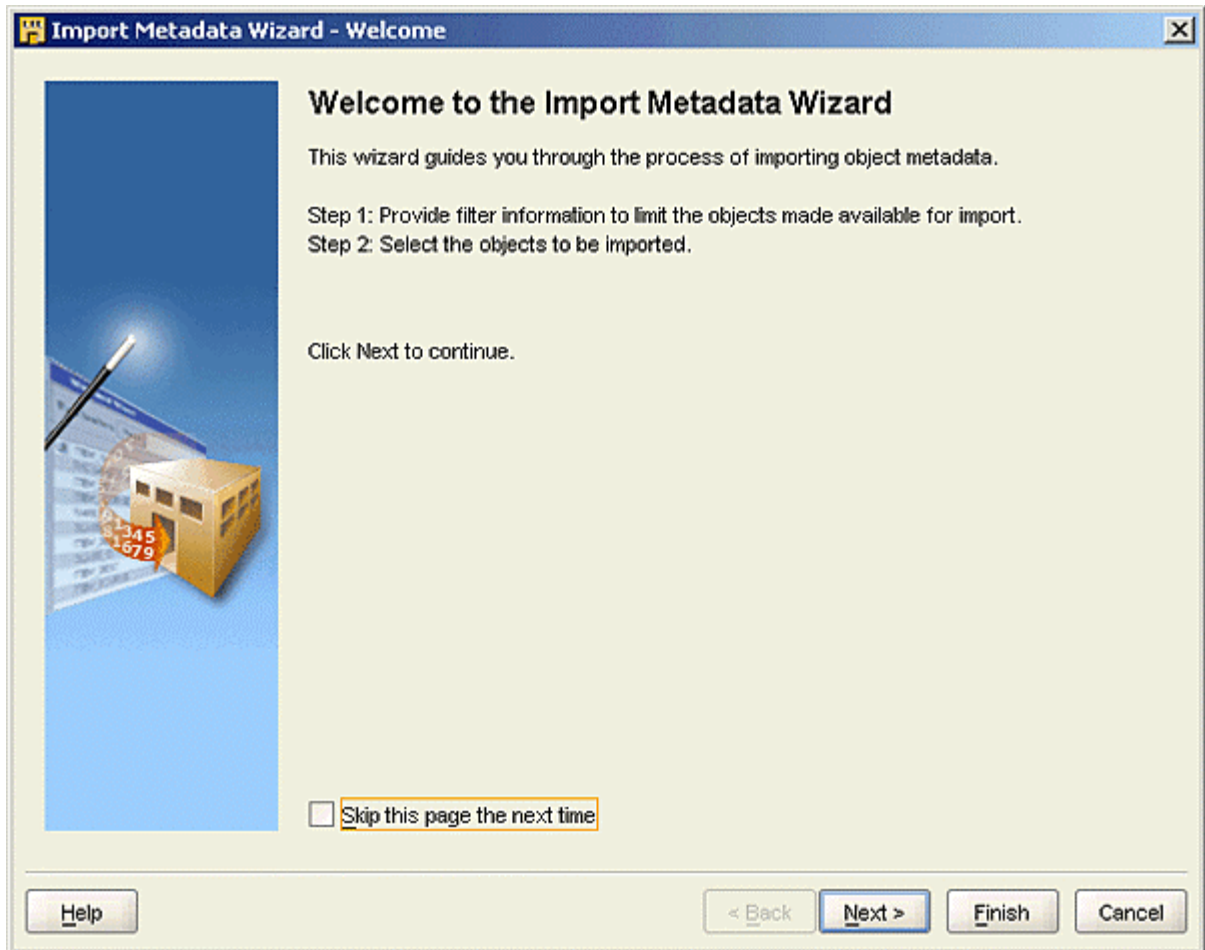 Import Metadata Wizard - Welcome
Welcome to the Import Metadata Wizard
This wizard guides you through the process of importing object metadata.
Step 1: Provide filter information to limit the objects made available for import.
Step 2: Select the objects to be imported.
Click Next to continue.
345
1679
Skip this page the next time
Help
< Back
Next >
Finish
Cancel